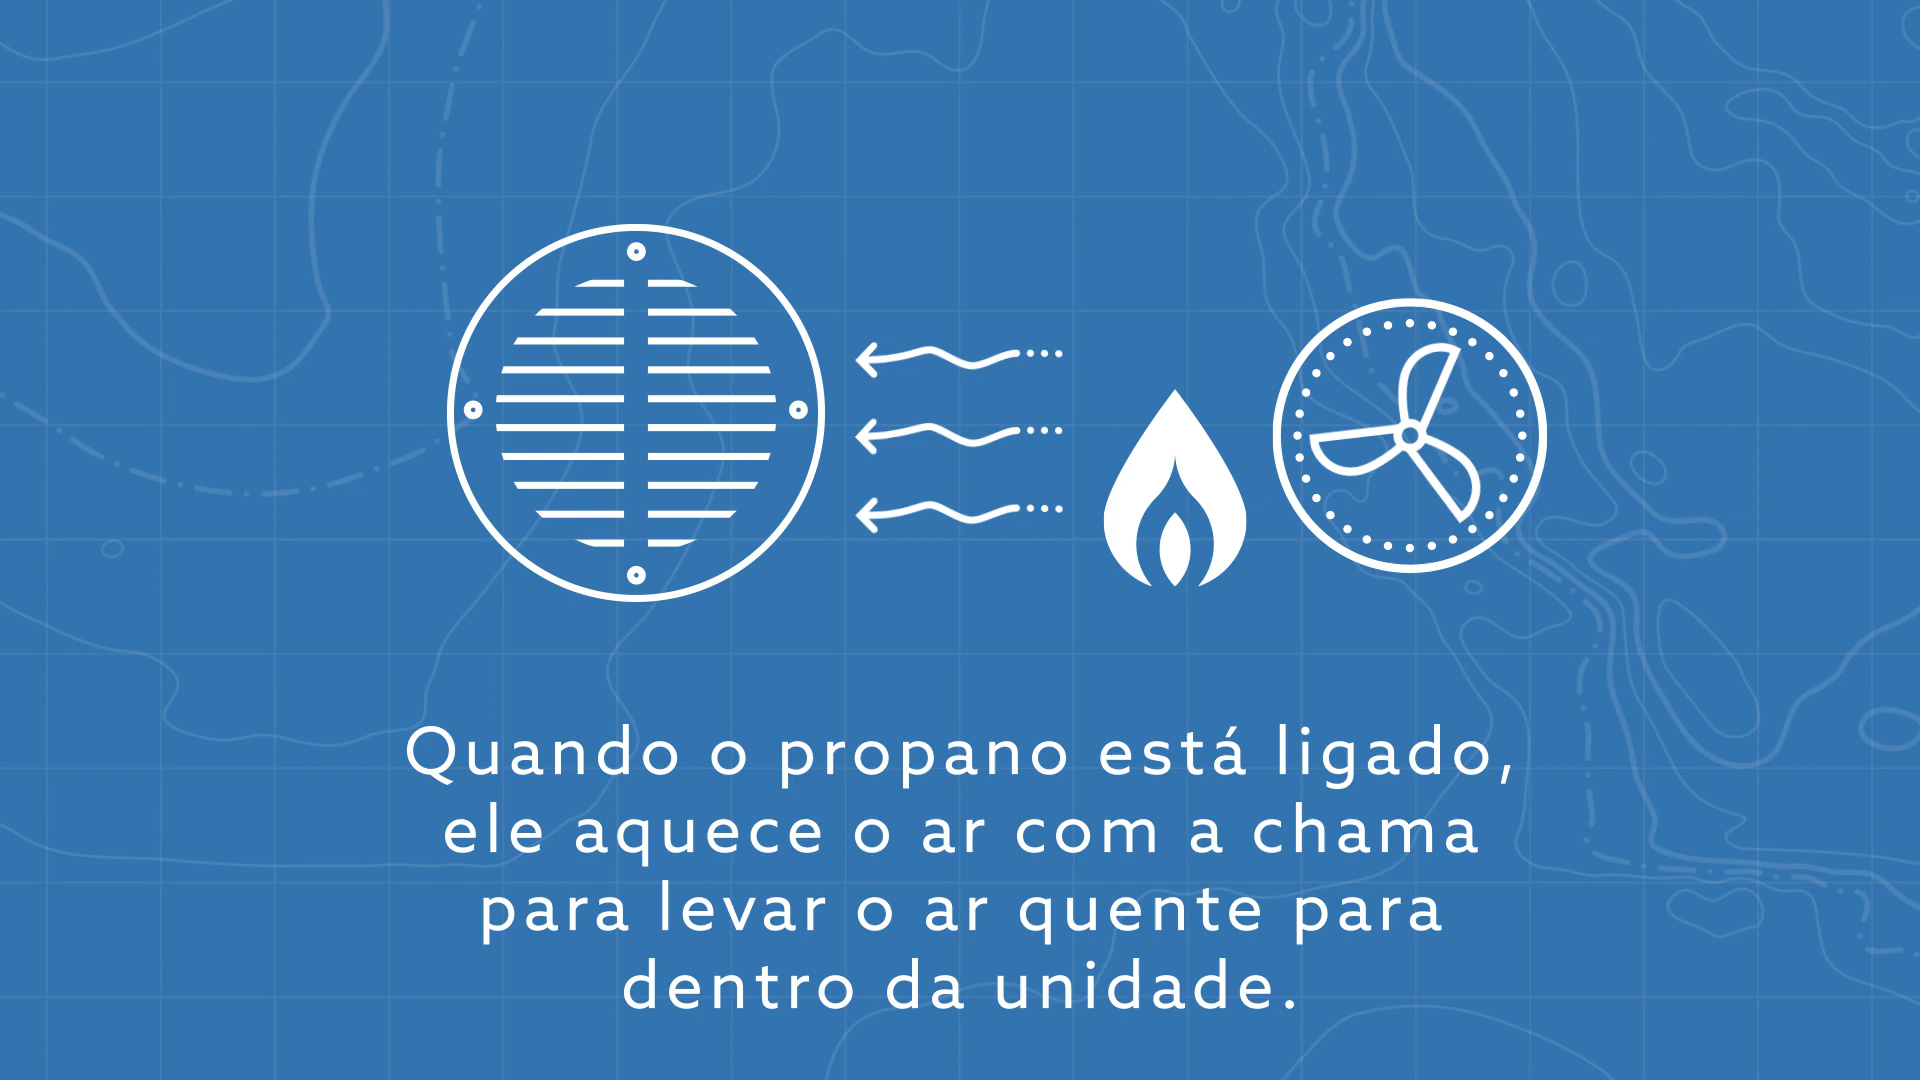 Quando o propano está ligado,
ele aquece o ar com a chama
para levar o ar quente para
dentro da unidade.